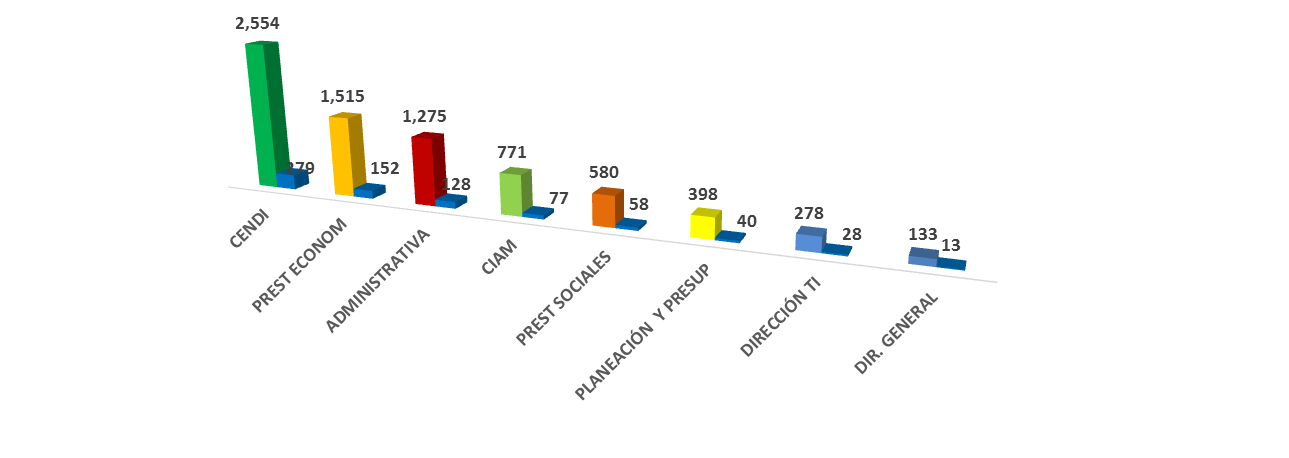 2,554
1,515
1,275
771
580
398
278
133
379
152
128
77
58
40
28
13
CENDI
PREST ECONOM
ADMINISTRATIVA
CIAM
PREST SOCIALES
PLANEACIÓN Y PRESUP
DIRECCIÓN TI
DIR. GENERAL